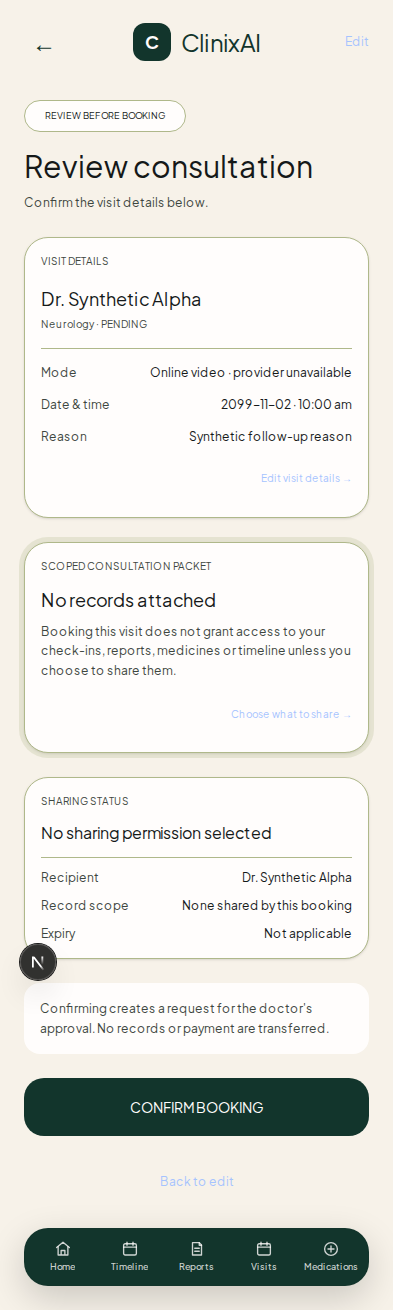 ←
C ClinixAI
Edit
REVIEW BEFORE BOOKING
Review consultation
Confirm the visit details below.
VISIT DETAILS
Dr. Synthetic Alpha
Neurology · PENDING
Mode Online video · provider unavailable
Date & time 2099-11-02 · 10:00 am
Reason Synthetic follow-up reason
Edit visit details →
SCOPED CONSULTATION PACKET
No records attached
Booking this visit does not grant access to your
check-ins, reports, medicines or timeline unless you
choose to share them.
Choose what to share →
SHARING STATUS
No sharing permission selected
Recipient Dr. Synthetic Alpha
Record scope None shared by this booking
Expiry Not applicable
N
Confirming creates a request for the doctor's
approval. No records or payment are transferred.
CONFIRM BOOKING
Back to edit
Home Timeline Reports Visits Medications